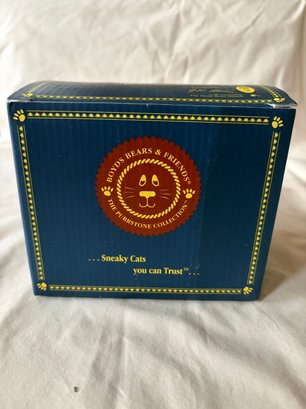 BOYDS BEARS & FRIENDS®
THE PURRSTONE COLLECTION
. . . Sneaky Cats
you can Trust™. . .